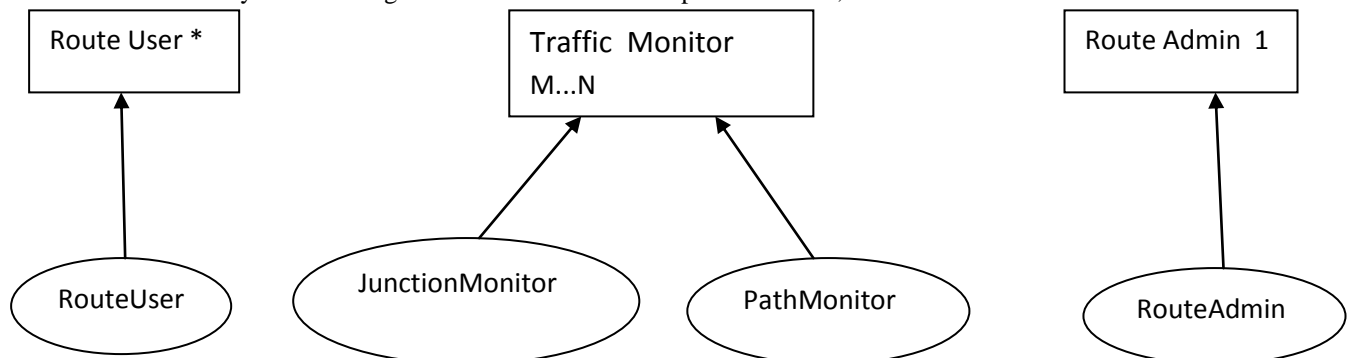 Route User *
Traffic Monitor
M...N
Route Admin 1
RouteUser
JunctionMonitor
PathMonitor
RouteAdmin